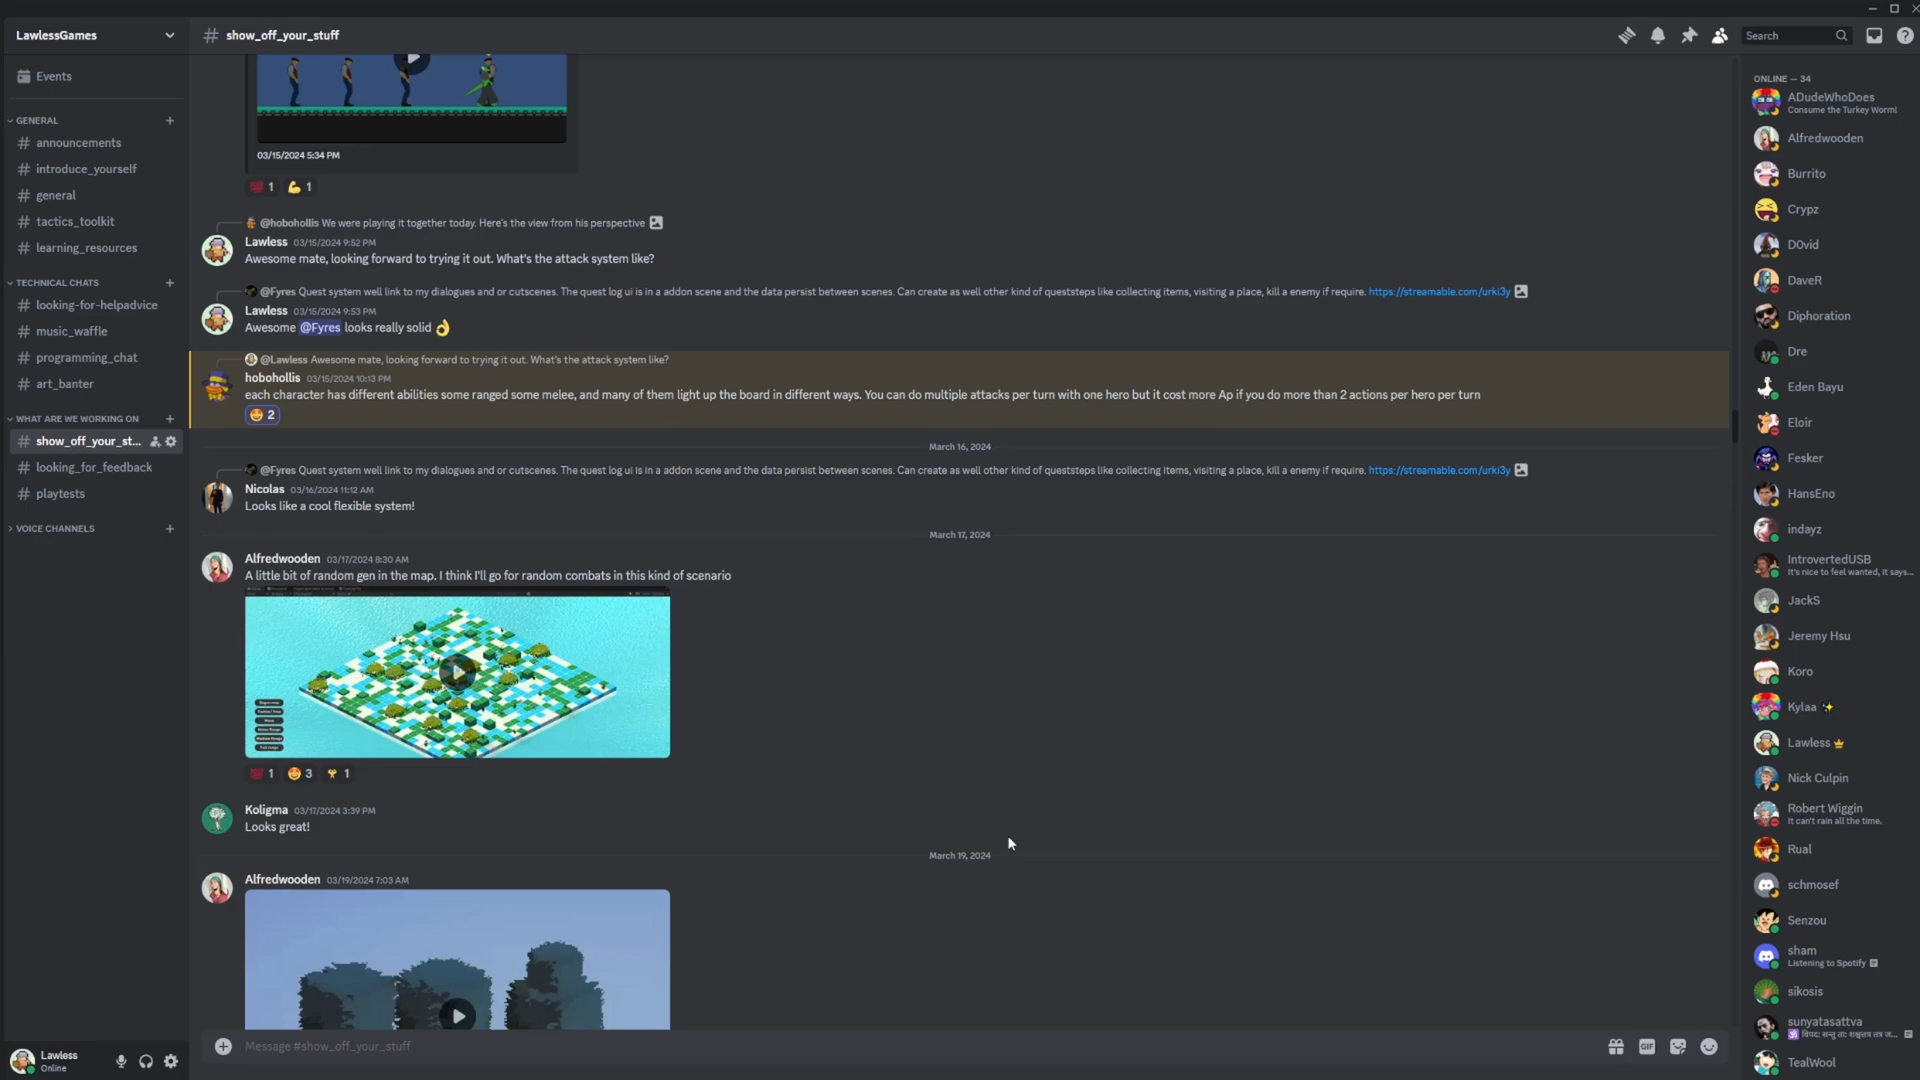 LawlessGames
Events
GENERAL
announcements
introduce_yourself
general
tactics_toolkit
learning_resources
TECHNICAL CHATS
looking-for-helpadvice
music_waffle
programming_chat
art_banter
WHAT ARE WE WORKING ON
show_off_your_st...
looking_for_feedback
playtests
VOICE CHANNELS
Lawless
Online
show_off_your_stuff
Search
03/15/2024 5:34 PM
1 1
@hobohollis We were playing it together today. Here's the view from his perspective
Lawless 03/15/2024 9:52 PM
Awesome mate, looking forward to trying it out. What's the attack system like?
@Fyres Quest system well link to my dialogues and or cutscenes. The quest log ui is in a addon scene and the data persist between scenes. Can create as well other kind of queststeps like collecting items, visiting a place, kill a enemy if require. https://streamable.com/urki3y
Lawless 03/15/2024 9:53 PM
Awesome @Fyres looks really solid
@Lawless Awesome mate, looking forward to trying it out. What's the attack system like?
hobohollis 03/15/2024 10:13 PM
each character has different abilities some ranged some melee, and many of them light up the board in different ways. You can do multiple attacks per turn with one hero but it cost more Ap if you do more than 2 actions per hero per turn
2
March 16, 2024
@Fyres Quest system well link to my dialogues and or cutscenes. The quest log ui is in a addon scene and the data persist between scenes. Can create as well other kind of queststeps like collecting items, visiting a place, kill a enemy if require. https://streamable.com/urki3y
Nicolas 03/16/2024 11:12 AM
Looks like a cool flexible system!
March 17, 2024
Alfredwooden 03/17/2024 8:30 AM
A little bit of random gen in the map. I think I'll go for random combats in this kind of scenario
1 3 1
Koligma 03/17/2024 3:39 PM
Looks great!
March 19, 2024
Alfredwooden 03/19/2024 7:03 AM
Message #show_off_your_stuff
GIF
ONLINE — 34
ADudeWhoDoes
Consume the Turkey Worm!
Alfredwooden
Burrito
Crypz
D0vid
DaveR
Diphoration
Dre
Eden Bayu
Eloir
Fesker
HansEno
indayz
IntrovertedUSB
It's nice to feel wanted, it says...
JackS
Jeremy Hsu
Koro
Kylaa
Lawless
Nick Culpin
Robert Wiggin
It can't rain all the time.
Rual
schmosef
Senzou
sham
Listening to Spotify
sikosis
sunyatasattva
TealWool